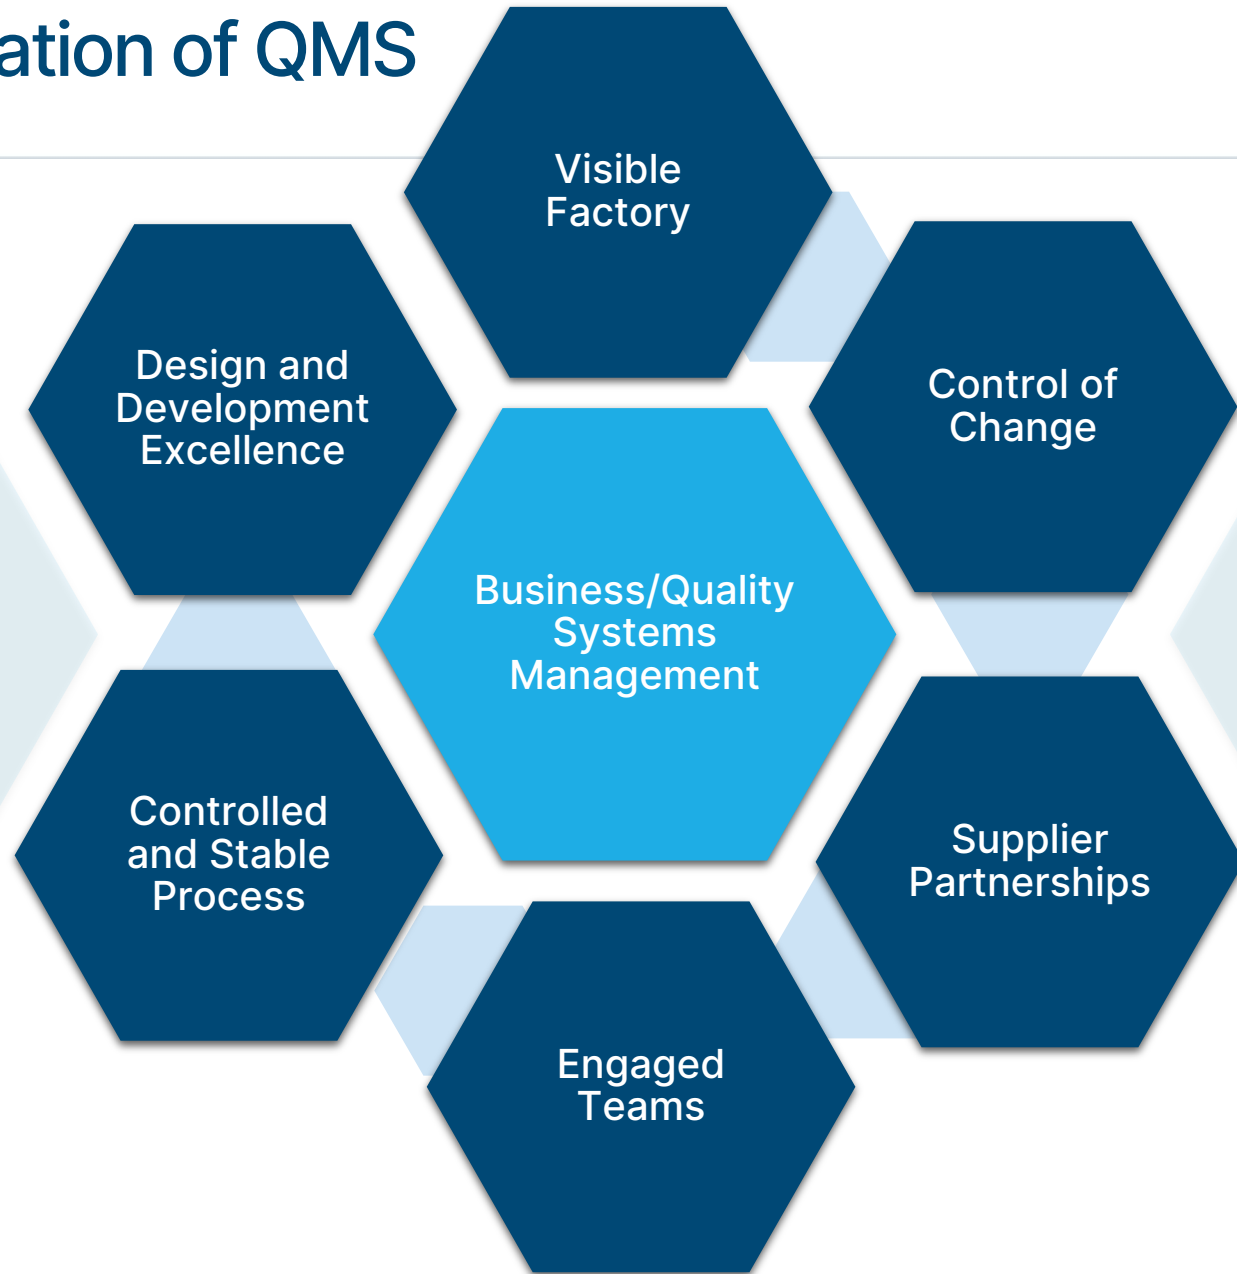 ation of QMS
Visible
Factory
Design and
Development
Excellence
Control of
Change
Business/Quality
Systems
Management
Controlled
and Stable
Process
Supplier
Partnerships
Engaged
Teams